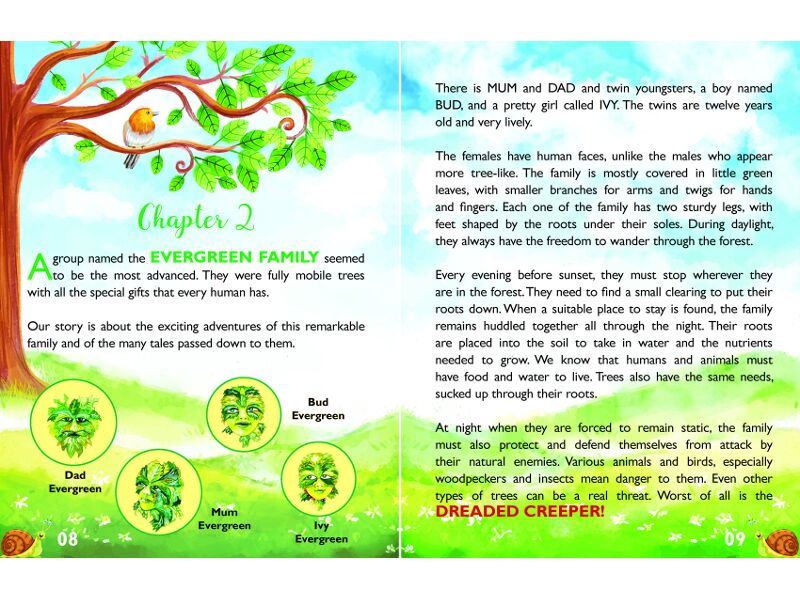 Chapter 2
A group named the EVERGREEN FAMILY seemed
to be the most advanced. They were fully mobile trees
with all the special gifts that every human has.
Our story is about the exciting adventures of this remarkable
family and of the many tales passed down to them.
Dad
Evergreen
Mum
Evergreen
Bud
Evergreen
Ivy
Evergreen
08
There is MUM and DAD and twin youngsters, a boy named
BUD, and a pretty girl called IVY. The twins are twelve years
old and very lively.
The females have human faces, unlike the males who appear
more tree-like. The family is mostly covered in little green
leaves, with smaller branches for arms and twigs for hands
and fingers. Each one of the family has two sturdy legs, with
feet shaped by the roots under their soles. During daylight,
they always have the freedom to wander through the forest.
Every evening before sunset, they must stop wherever they
are in the forest. They need to find a small clearing to put their
roots down. When a suitable place to stay is found, the family
remains huddled together all through the night. Their roots
are placed into the soil to take in water and the nutrients
needed to grow. We know that humans and animals must
have food and water to live. Trees also have the same needs,
sucked up through their roots.
At night when they are forced to remain static, the family
must also protect and defend themselves from attack by
their natural enemies. Various animals and birds, especially
woodpeckers and insects mean danger to them. Even other
types of trees can be a real threat. Worst of all is the
DREADED CREEPER!
09